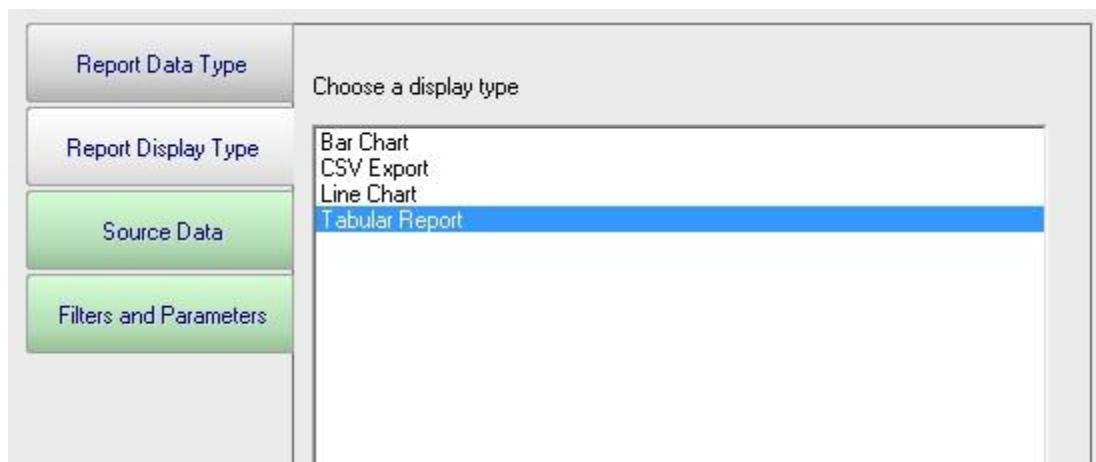 Report Data Type
Choose a display type
Report Display Type
Bar Chart
CSV Export
Line Chart
Tabular Report
Source Data
Filters and Parameters